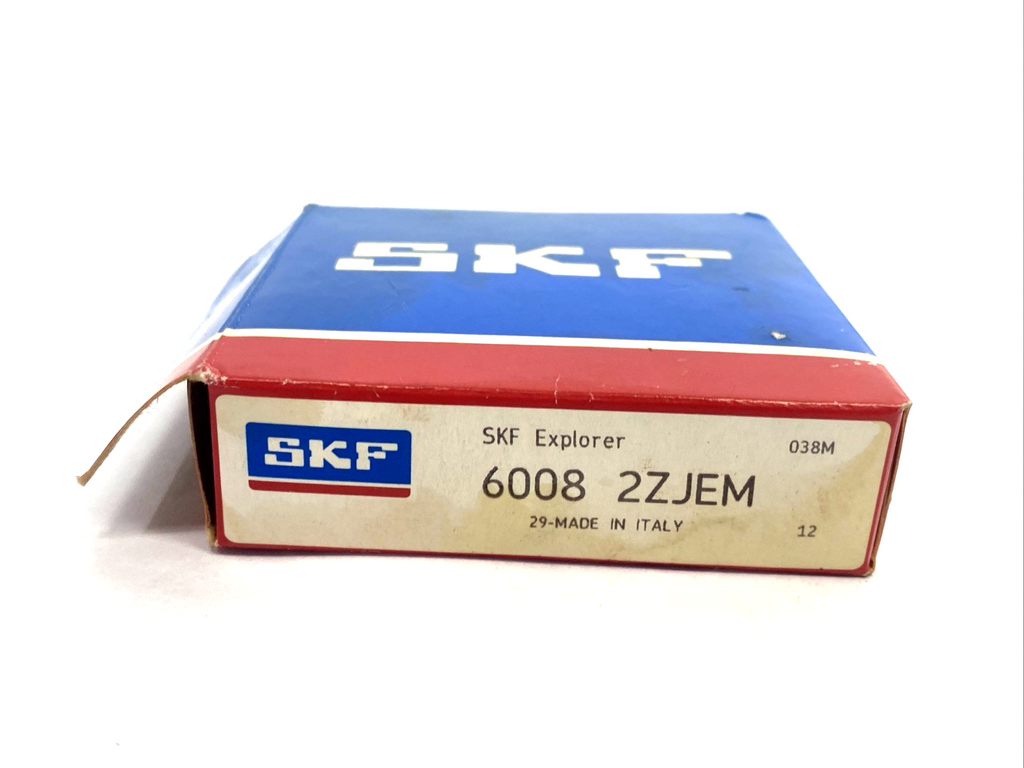 SKF
SKF
SKF Explorer
038M
6008 2ZJEM
29-MADE IN ITALY
12